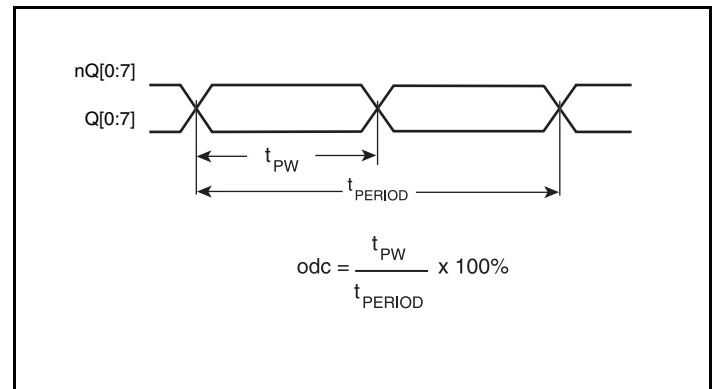 nQ[0:7]
Q[0:7]
tPW
tPERIOD
odc = tPW / tPERIOD x 100%